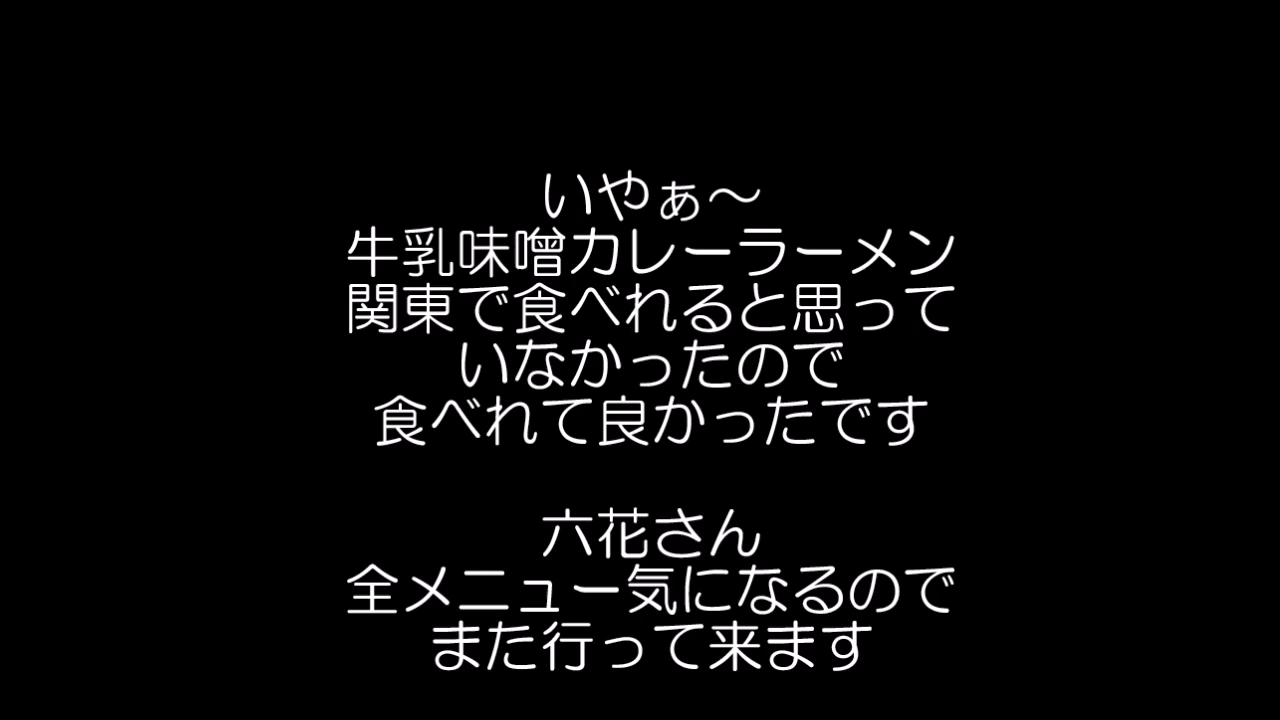 いやぁ〜
牛乳味噌カレーラーメン
関東で食べれると思って
いなかったので
食べれて良かったです
六花さん
全メニュー気になるので
また行って来ます